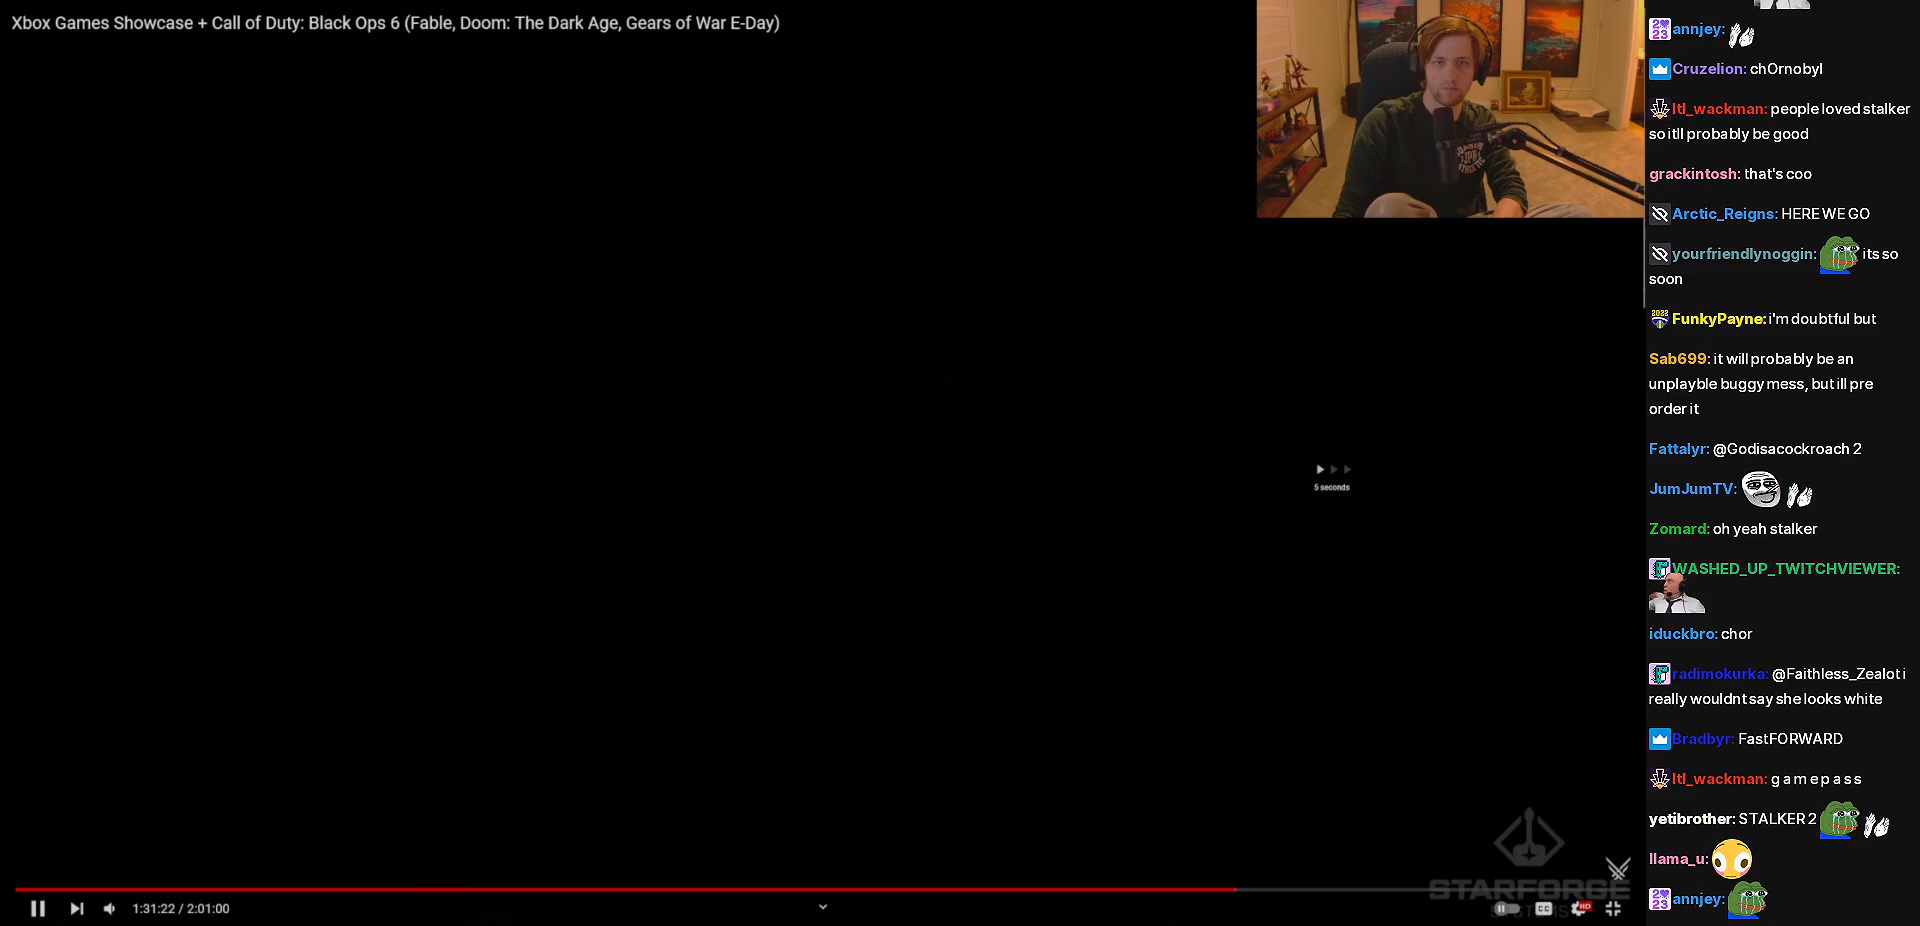 Xbox Games Showcase + Call of Duty: Black Ops 6 (Fable, Doom: The Dark Age, Gears of War E-Day)
5 seconds
STARFORGE
1:31:22 / 2:01:00
CC
HD
annjey:
Cruzelion: chOrnobyl
ltl_wackman: people loved stalker
so itll probably be good
grackintosh: that's coo
Arctic_Reigns: HERE WE GO
yourfriendlynoggin: its so
soon
FunkyPayne: i'm doubtful but
Sab699: it will probably be an
unplayble buggy mess, but ill pre
order it
Fattalyr: @Godisacockroach 2
JumJumTV:
Zomard: oh yeah stalker
WASHED_UP_TWITCHVIEWER:
iduckbro: chor
radimokurka: @Faithless_Zealot i
really wouldnt say she looks white
Bradbyr: FastFORWARD
ltl_wackman: g a m e p a s s
yetibrother: STALKER 2
llama_u:
annjey: